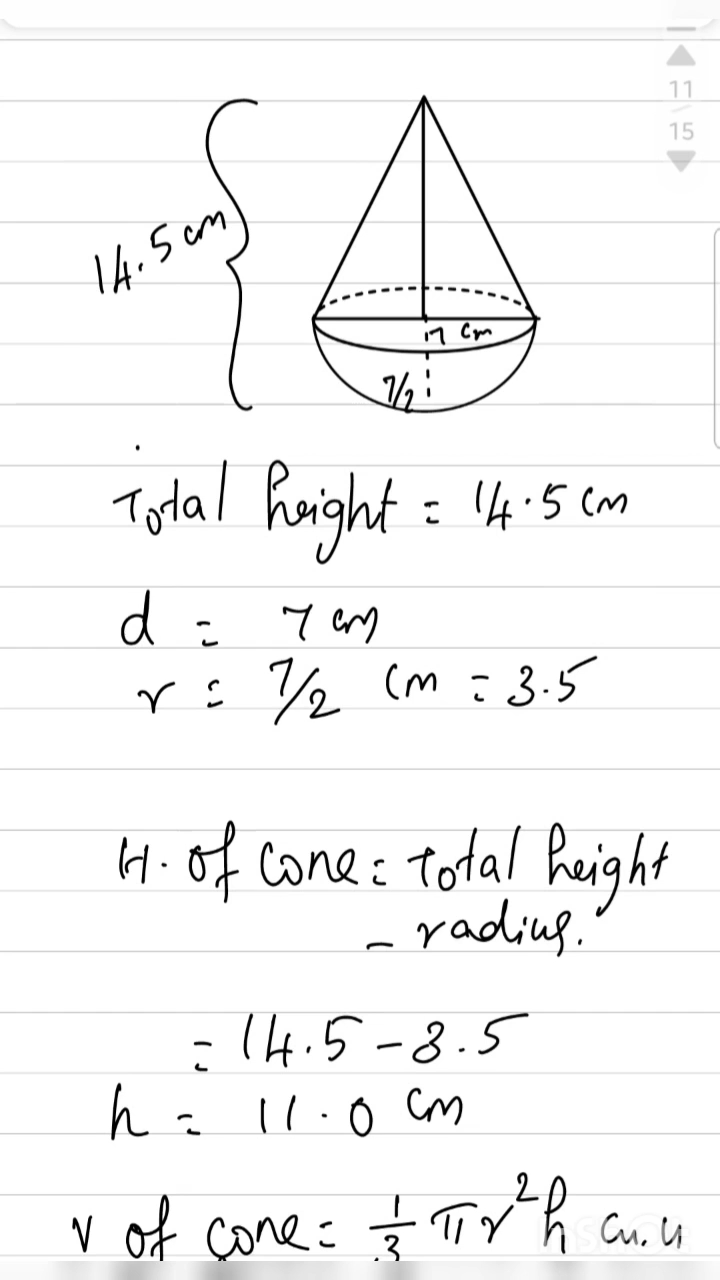 11
15
14.5 cm
7 cm
7/2
Total height = 14.5 cm
d = 7 cm
r = 7/2 cm = 3.5
H. of cone = Total height
- radius.
= 14.5 - 3.5
h = 11.0 cm
V of cone = 1/3 πr²h cu.u